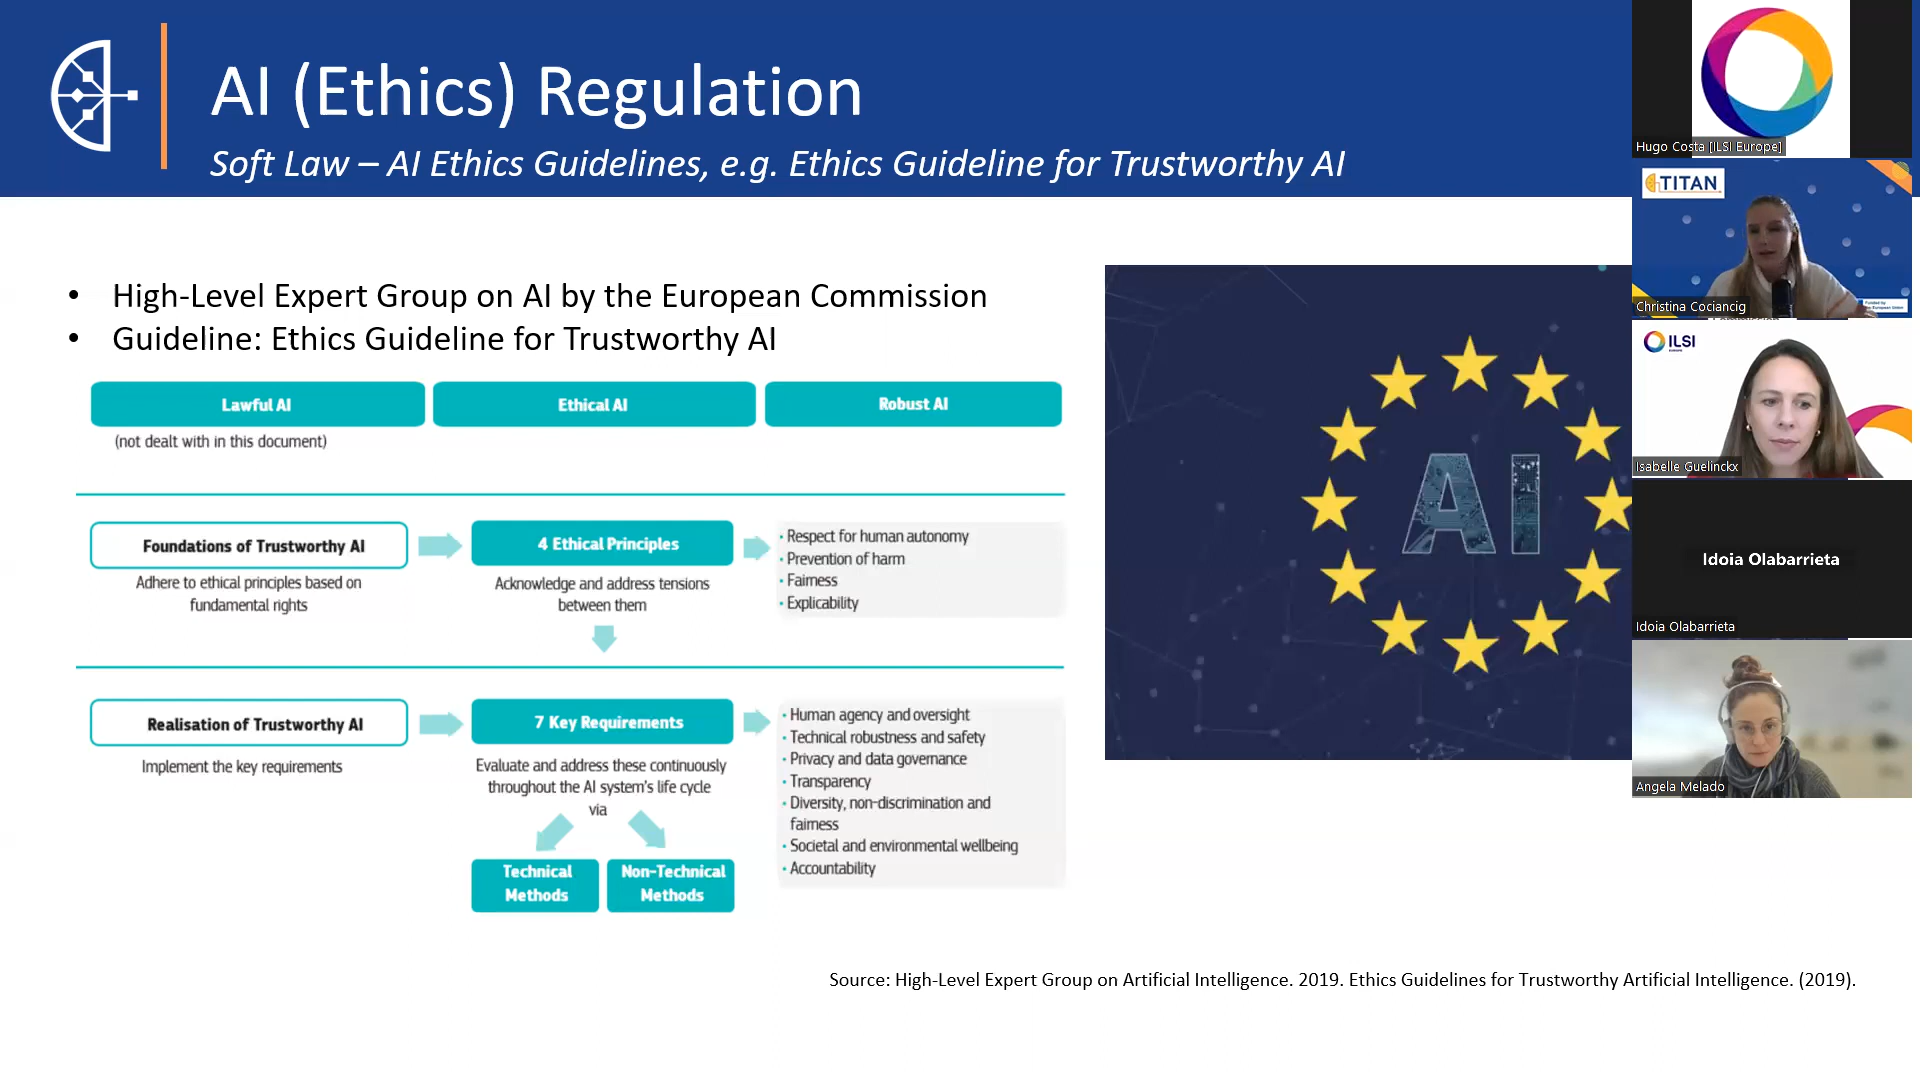 AI (Ethics) Regulation
Soft Law – AI Ethics Guidelines, e.g. Ethics Guideline for Trustworthy AI
• High-Level Expert Group on AI by the European Commission
• Guideline: Ethics Guideline for Trustworthy AI
Lawful AI
(not dealt with in this document)
Ethical AI
Robust AI
Foundations of Trustworthy AI
Adhere to ethical principles based on
fundamental rights
4 Ethical Principles
Acknowledge and address tensions
between them
· Respect for human autonomy
· Prevention of harm
· Fairness
· Explicability
Realisation of Trustworthy AI
Implement the key requirements
7 Key Requirements
Evaluate and address these continuously
throughout the AI system's life cycle
via
Technical
Methods
Non-Technical
Methods
· Human agency and oversight
· Technical robustness and safety
· Privacy and data governance
· Transparency
· Diversity, non-discrimination and
fairness
· Societal and environmental wellbeing
· Accountability
AI
Source: High-Level Expert Group on Artificial Intelligence. 2019. Ethics Guidelines for Trustworthy Artificial Intelligence. (2019).
Hugo Costa [ILSI Europe]
TITAN
Christina Cociancig
ILSI
Isabelle Guelinckx
Idoia Olabarrieta
Idoia Olabarrieta
Angela Melado